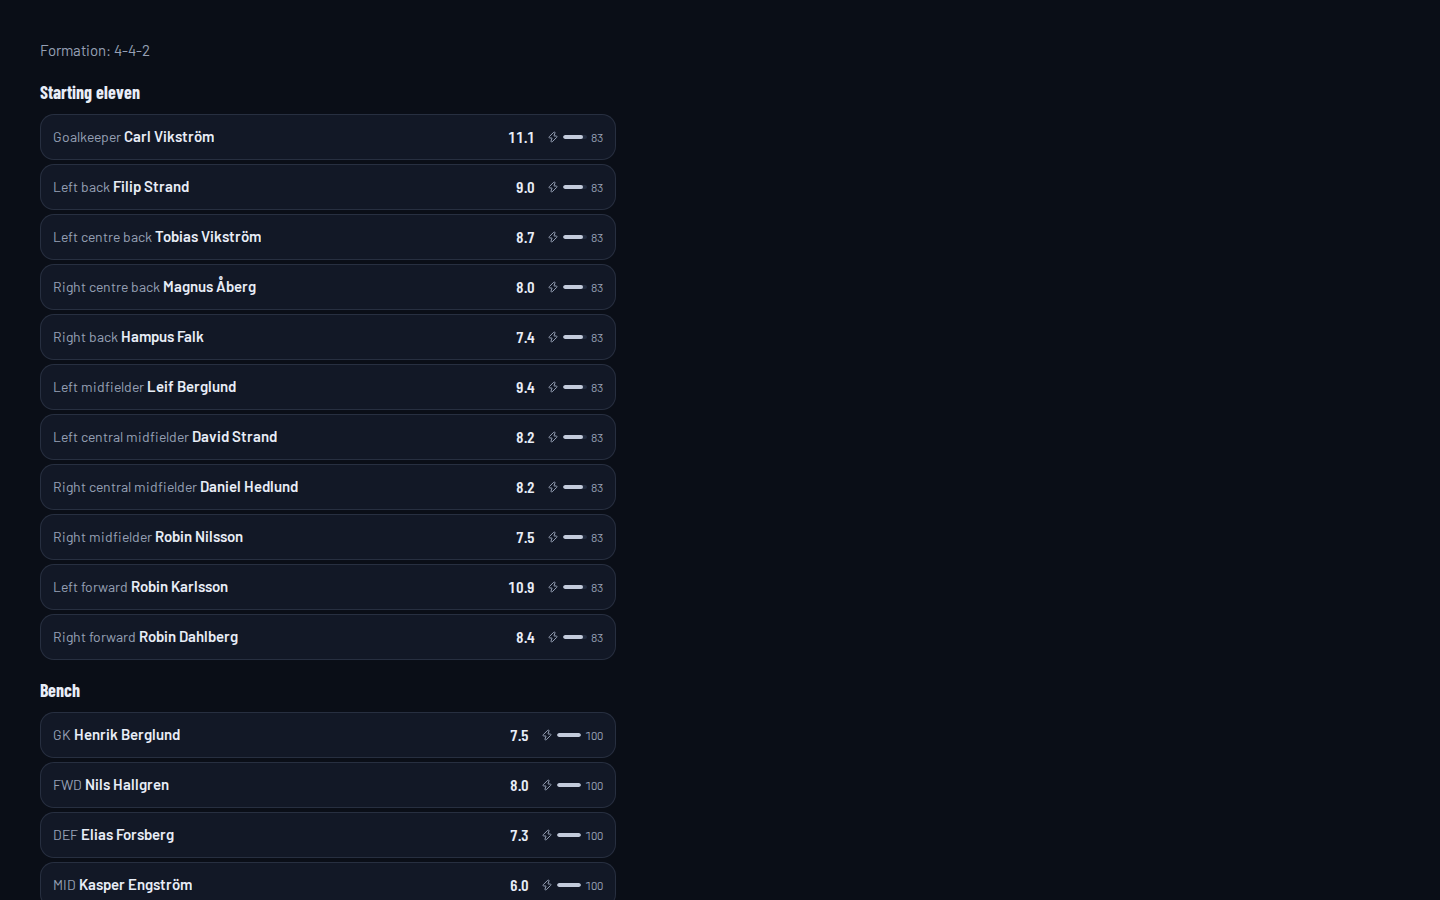 Formation: 4-4-2
Starting eleven
Goalkeeper Carl Vikström 11.1 83
Left back Filip Strand 9.0 83
Left centre back Tobias Vikström 8.7 83
Right centre back Magnus Åberg 8.0 83
Right back Hampus Falk 7.4 83
Left midfielder Leif Berglund 9.4 83
Left central midfielder David Strand 8.2 83
Right central midfielder Daniel Hedlund 8.2 83
Right midfielder Robin Nilsson 7.5 83
Left forward Robin Karlsson 10.9 83
Right forward Robin Dahlberg 8.4 83
Bench
GK Henrik Berglund 7.5 100
FWD Nils Hallgren 8.0 100
DEF Elias Forsberg 7.3 100
MID Kasper Engström 6.0 100